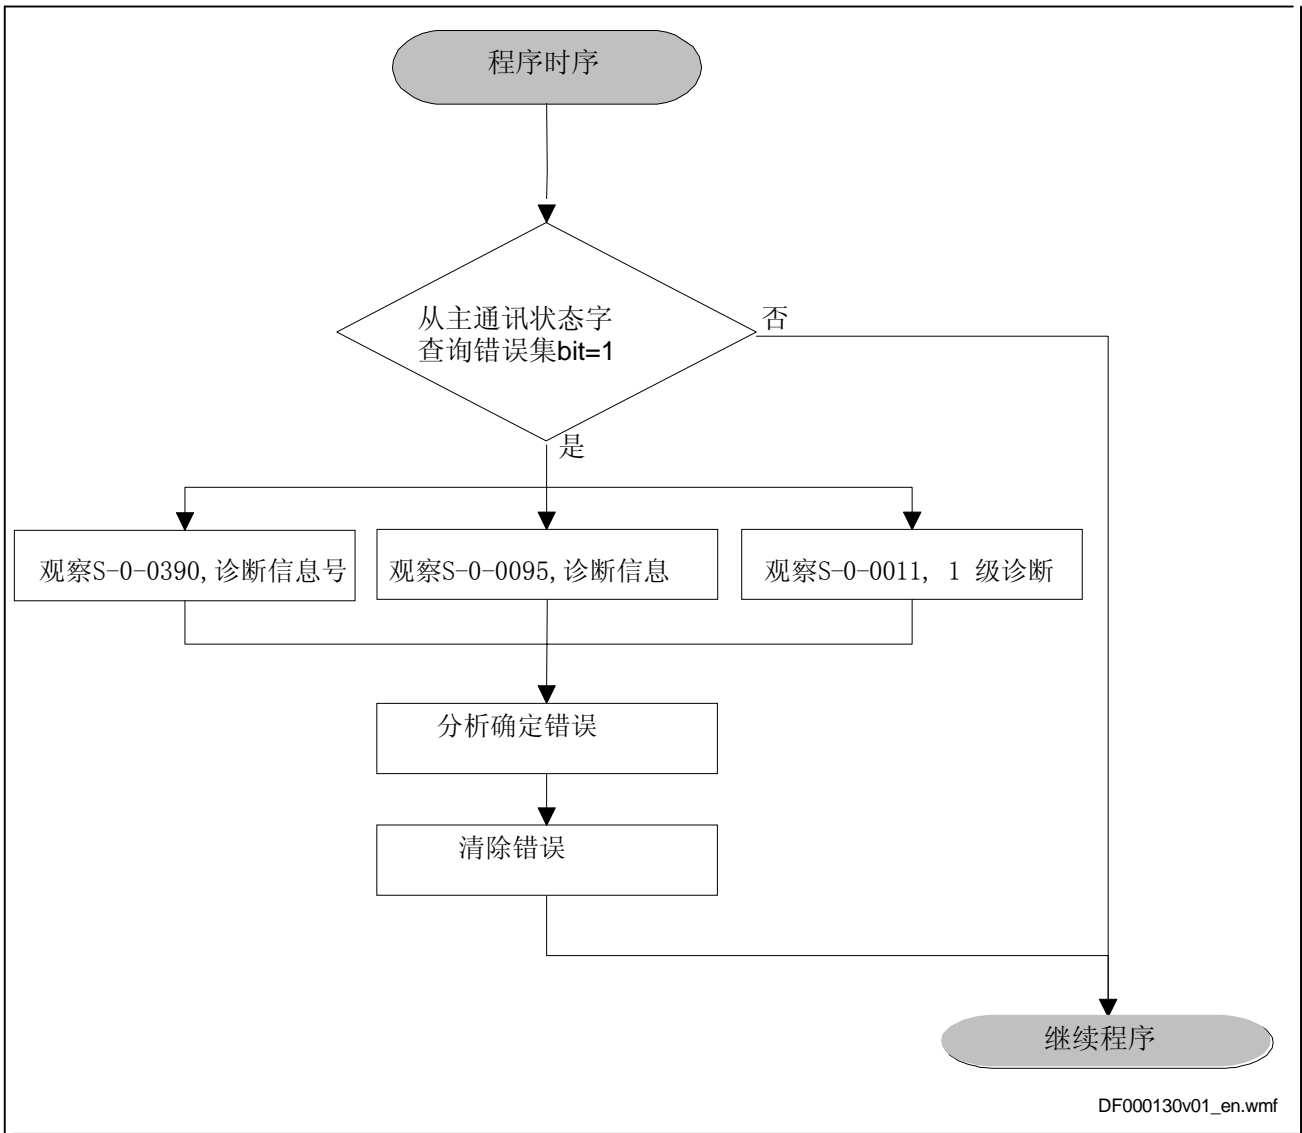 程序时序
从主通讯状态字
查询错误集bit=1
否
是
观察S-0-0390,诊断信息号
观察S-0-0095,诊断信息
观察S-0-0011, 1 级诊断
分析确定错误
清除错误
继续程序
DF000130v01_en.wmf